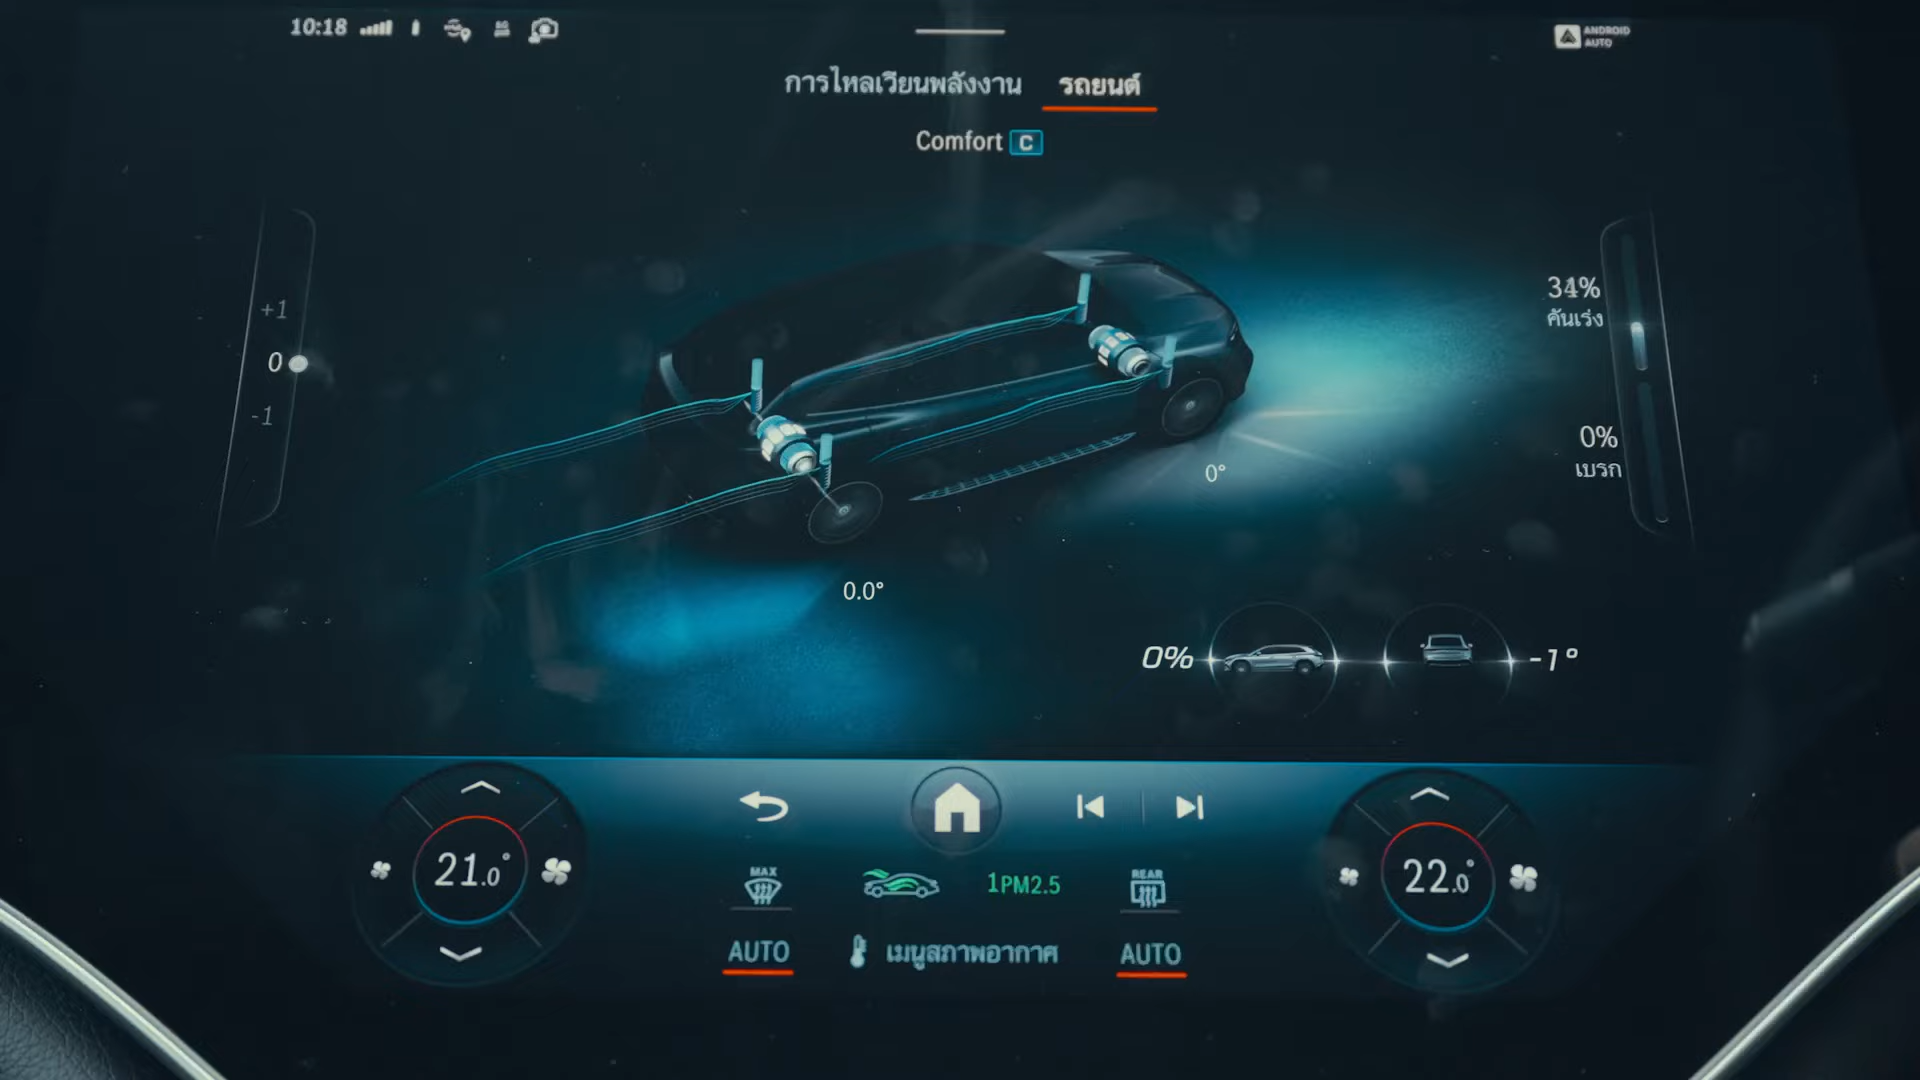 10:18
5G
ANDROID
AUTO
การไหลเวียนพลังงาน รถยนต์
Comfort C
+1
0
-1
34%
คันเร่ง
0%
เบรก
0°
0.0°
0%
-1°
21.0°
22.0°
MAX
1PM2.5
REAR
AUTO
เมนูสภาพอากาศ
AUTO